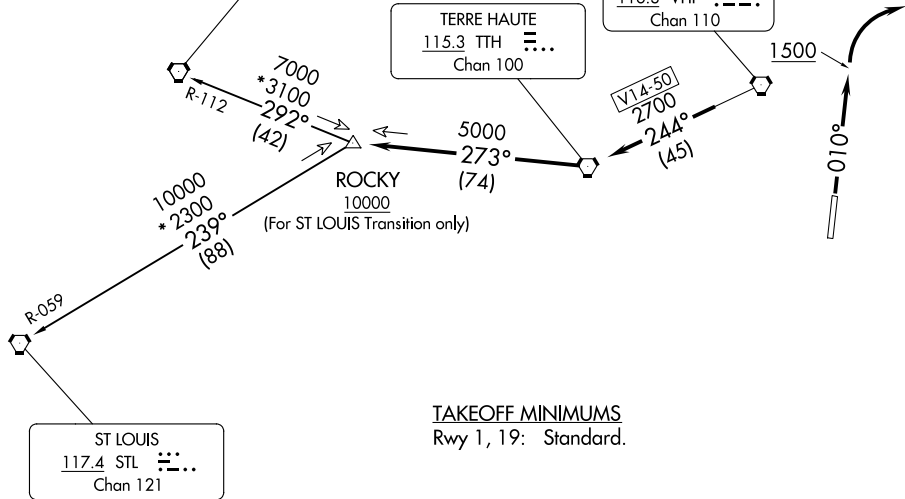 TERRE HAUTE
115.3 TTH
Chan 100
Chan 110
1500
7000
*3100
292°
(42)
R-112
5000
273°
(74)
V14-50
2700
244°
(45)
010°
ROCKY
10000
(For ST LOUIS Transition only)
10000
*2300
239°
(88)
R-059
ST LOUIS
117.4 STL
Chan 121
TAKEOFF MINIMUMS
Rwy 1, 19: Standard.